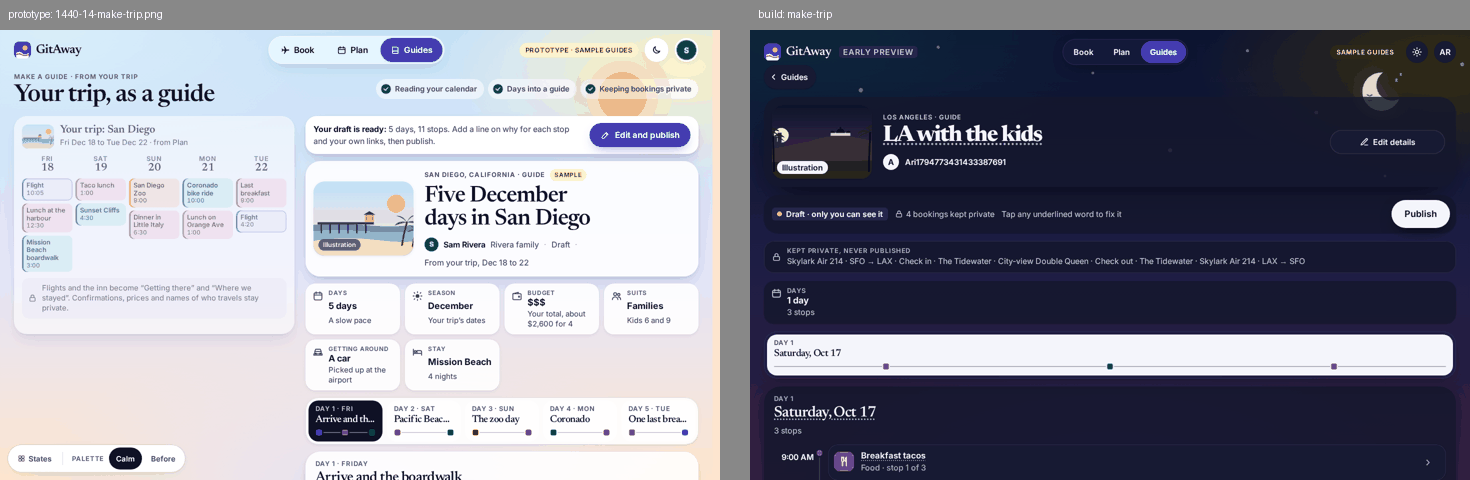 prototype: 1440-14-make-trip.png
GitAway
Book
Plan
Guides
PROTOTYPE · SAMPLE GUIDES
S
MAKE A GUIDE · FROM YOUR TRIP
Your trip, as a guide
Reading your calendar
Days into a guide
Keeping bookings private
Your trip: San Diego
Fri Dec 18 to Tue Dec 22 · from Plan
FRI
18
SAT
19
SUN
20
MON
21
TUE
22
Flight
10:05
Lunch at the harbour
12:30
Mission Beach boardwalk
3:00
Taco lunch
1:00
Sunset Cliffs
4:30
San Diego Zoo
9:00
Dinner in Little Italy
6:30
Coronado bike ride
10:00
Lunch on Orange Ave
1:00
Last breakfast
9:00
Flight
4:20
Flights and the inn become “Getting there” and “Where we
stayed”. Confirmations, prices and names of who travels stay
private.
Your draft is ready: 5 days, 11 stops. Add a line on why for each stop
and your own links, then publish.
Edit and publish
Illustration
SAN DIEGO, CALIFORNIA · GUIDE
SAMPLE
Five December
days in San Diego
S
Sam Rivera
Rivera family · Draft ·
From your trip, Dec 18 to 22
DAYS
5 days
A slow pace
SEASON
December
Your trip’s dates
BUDGET
$$$
Your total, about
$2,600 for 4
SUITS
Families
Kids 6 and 9
GETTING AROUND
A car
Picked up at the
airport
STAY
Mission Beach
4 nights
DAY 1 · FRI
Arrive and th...
DAY 2 · SAT
Pacific Beac...
DAY 3 · SUN
The zoo day
DAY 4 · MON
Coronado
DAY 5 · TUE
One last brea...
DAY 1 · FRIDAY
Arrive and the boardwalk
States
PALETTE
Calm
Before
build: make-trip
GitAway
EARLY PREVIEW
Book
Plan
Guides
SAMPLE GUIDES
AR
Guides
Illustration
LOS ANGELES · GUIDE
LA with the kids
A
Ari1794773431433387691
Edit details
Draft · only you can see it
4 bookings kept private
Tap any underlined word to fix it
Publish
KEPT PRIVATE, NEVER PUBLISHED
Skylark Air 214 · SFO → LAX · Check in · The Tidewater · City-view Double Queen · Check out · The Tidewater · Skylark Air 214 · LAX → SFO
DAYS
1 day
3 stops
DAY 1
Saturday, Oct 17
DAY 1
Saturday, Oct 17
3 stops
9:00 AM
Breakfast tacos
Food · stop 1 of 3